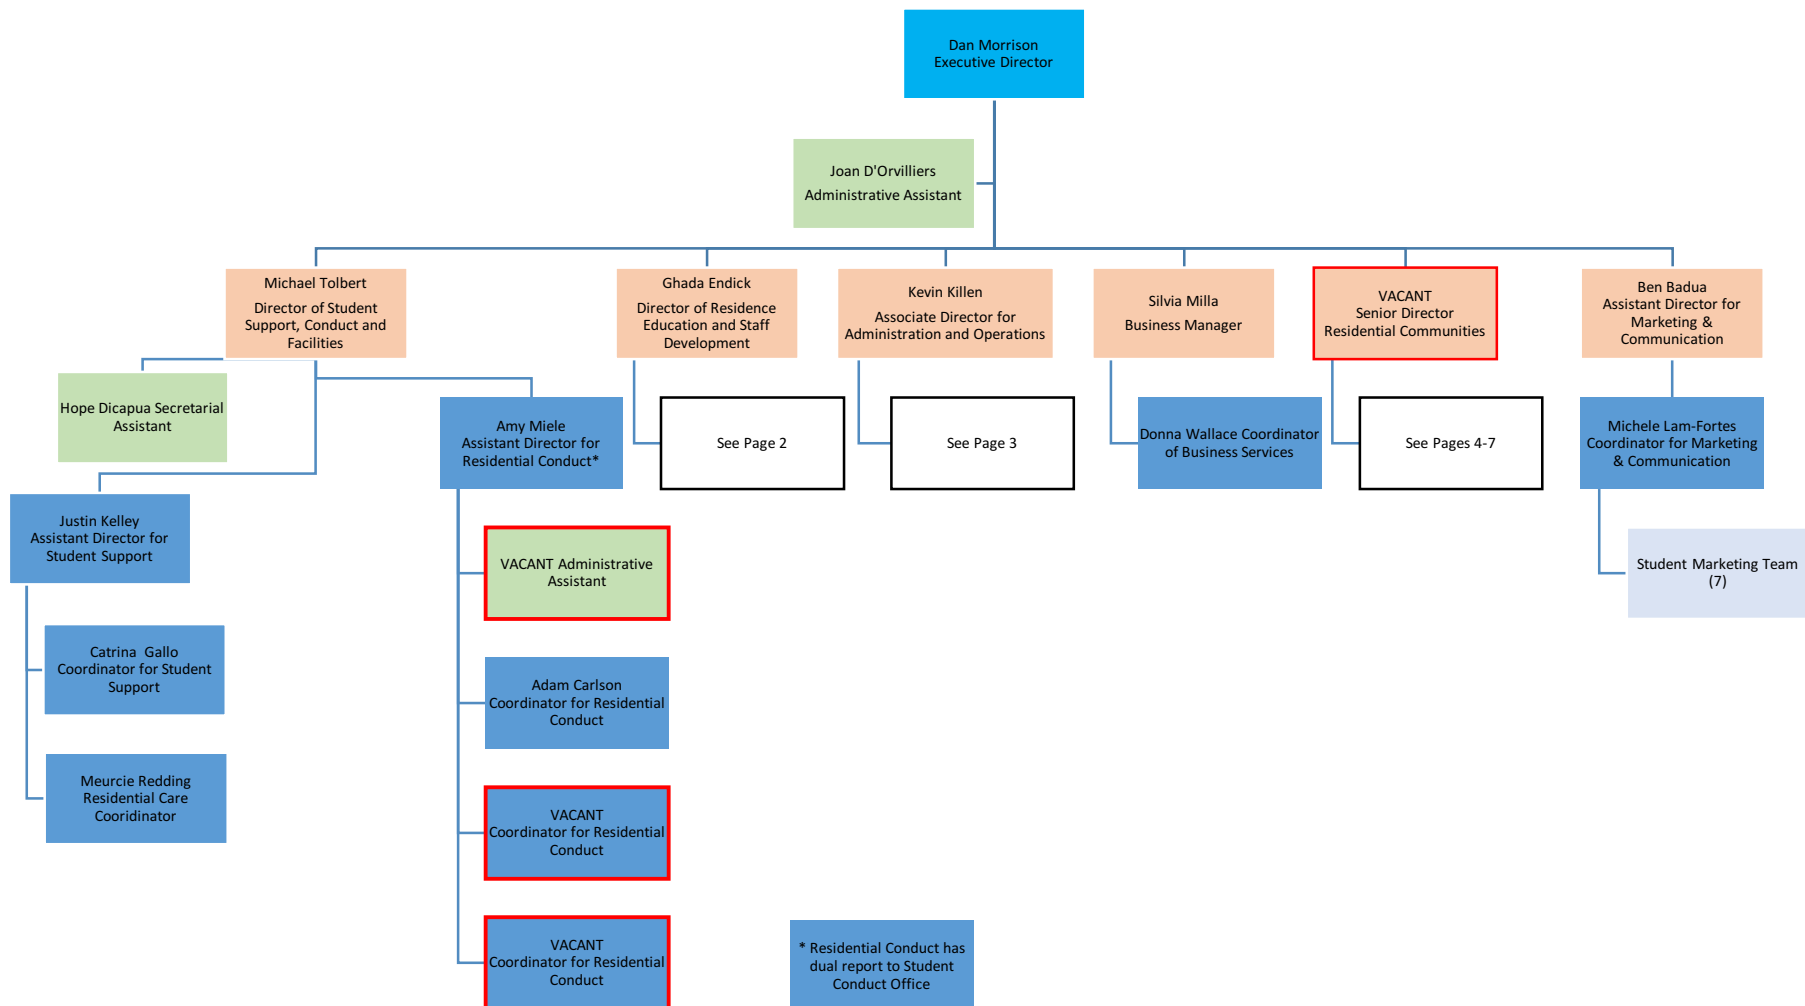 Dan Morrison
Executive Director
Joan D'Orvilliers
Administrative Assistant
Michael Tolbert
Director of Student
Support, Conduct and
Facilities
Ghada Endick
Director of Residence
Education and Staff
Development
Kevin Killen
Associate Director for
Administration and Operations
Silvia Milla
Business Manager
VACANT
Senior Director
Residential Communities
Ben Badua
Assistant Director for
Marketing &
Communication
Hope Dicapua Secretarial
Assistant
Amy Miele
Assistant Director for
Residential Conduct*
See Page 2
See Page 3
Donna Wallace Coordinator
of Business Services
See Pages 4-7
Michele Lam-Fortes
Coordinator for Marketing
& Communication
Justin Kelley
Assistant Director for
Student Support
VACANT Administrative
Assistant
Student Marketing Team
(7)
Catrina  Gallo
Coordinator for Student
Support
Adam Carlson
Coordinator for Residential
Conduct
Meurcie Redding
Residential Care
Cooridinator
VACANT
Coordinator for Residential
Conduct
VACANT
Coordinator for Residential
Conduct
* Residential Conduct has
dual report to Student
Conduct Office